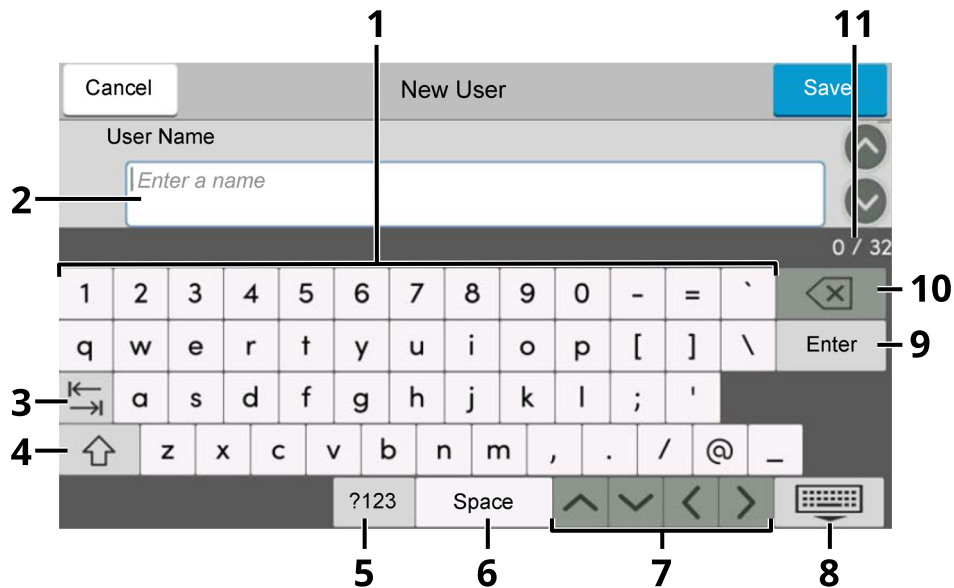 1 11
Cancel New User Save
User Name
Enter a name
2
0 / 32
1 2 3 4 5 6 7 8 9 0 - = ` 10
q w e r t y u i o p [ ] \ Enter 9
3 a s d f g h j k l ; '
4 z x c v b n m , . / @ _
?123 Space
5 6 7 8